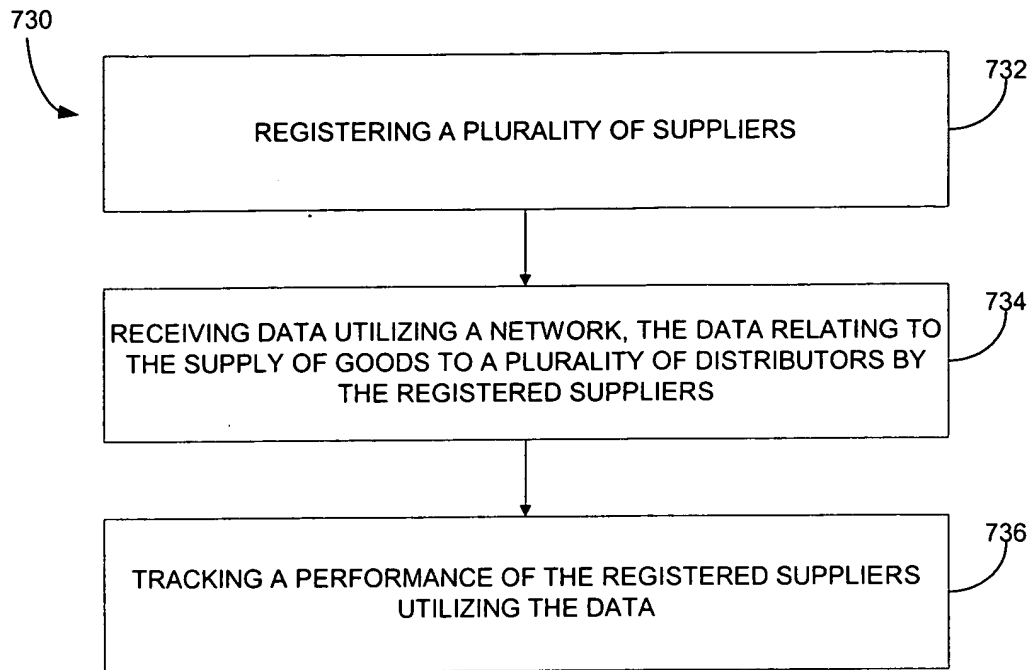 730
732
REGISTERING A PLURALITY OF SUPPLIERS
734
RECEIVING DATA UTILIZING A NETWORK, THE DATA RELATING TO
THE SUPPLY OF GOODS TO A PLURALITY OF DISTRIBUTORS BY
THE REGISTERED SUPPLIERS
736
TRACKING A PERFORMANCE OF THE REGISTERED SUPPLIERS
UTILIZING THE DATA